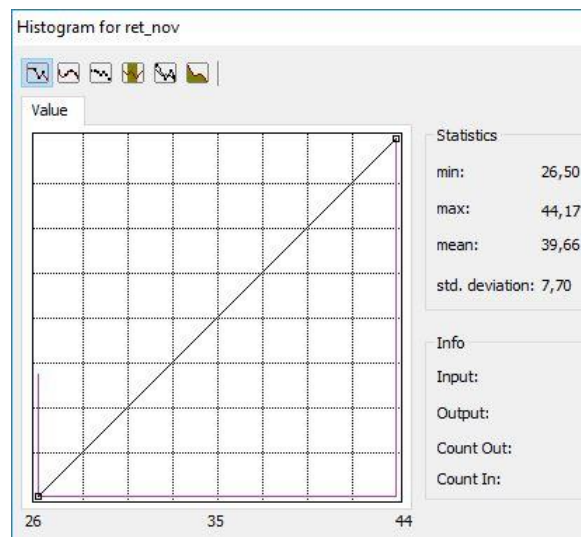 Histogram for ret_nov
Value
26
35
44
Statistics
min: 26,50
max: 44,17
mean: 39,66
std. deviation: 7,70
Info
Input:
Output:
Count Out:
Count In: